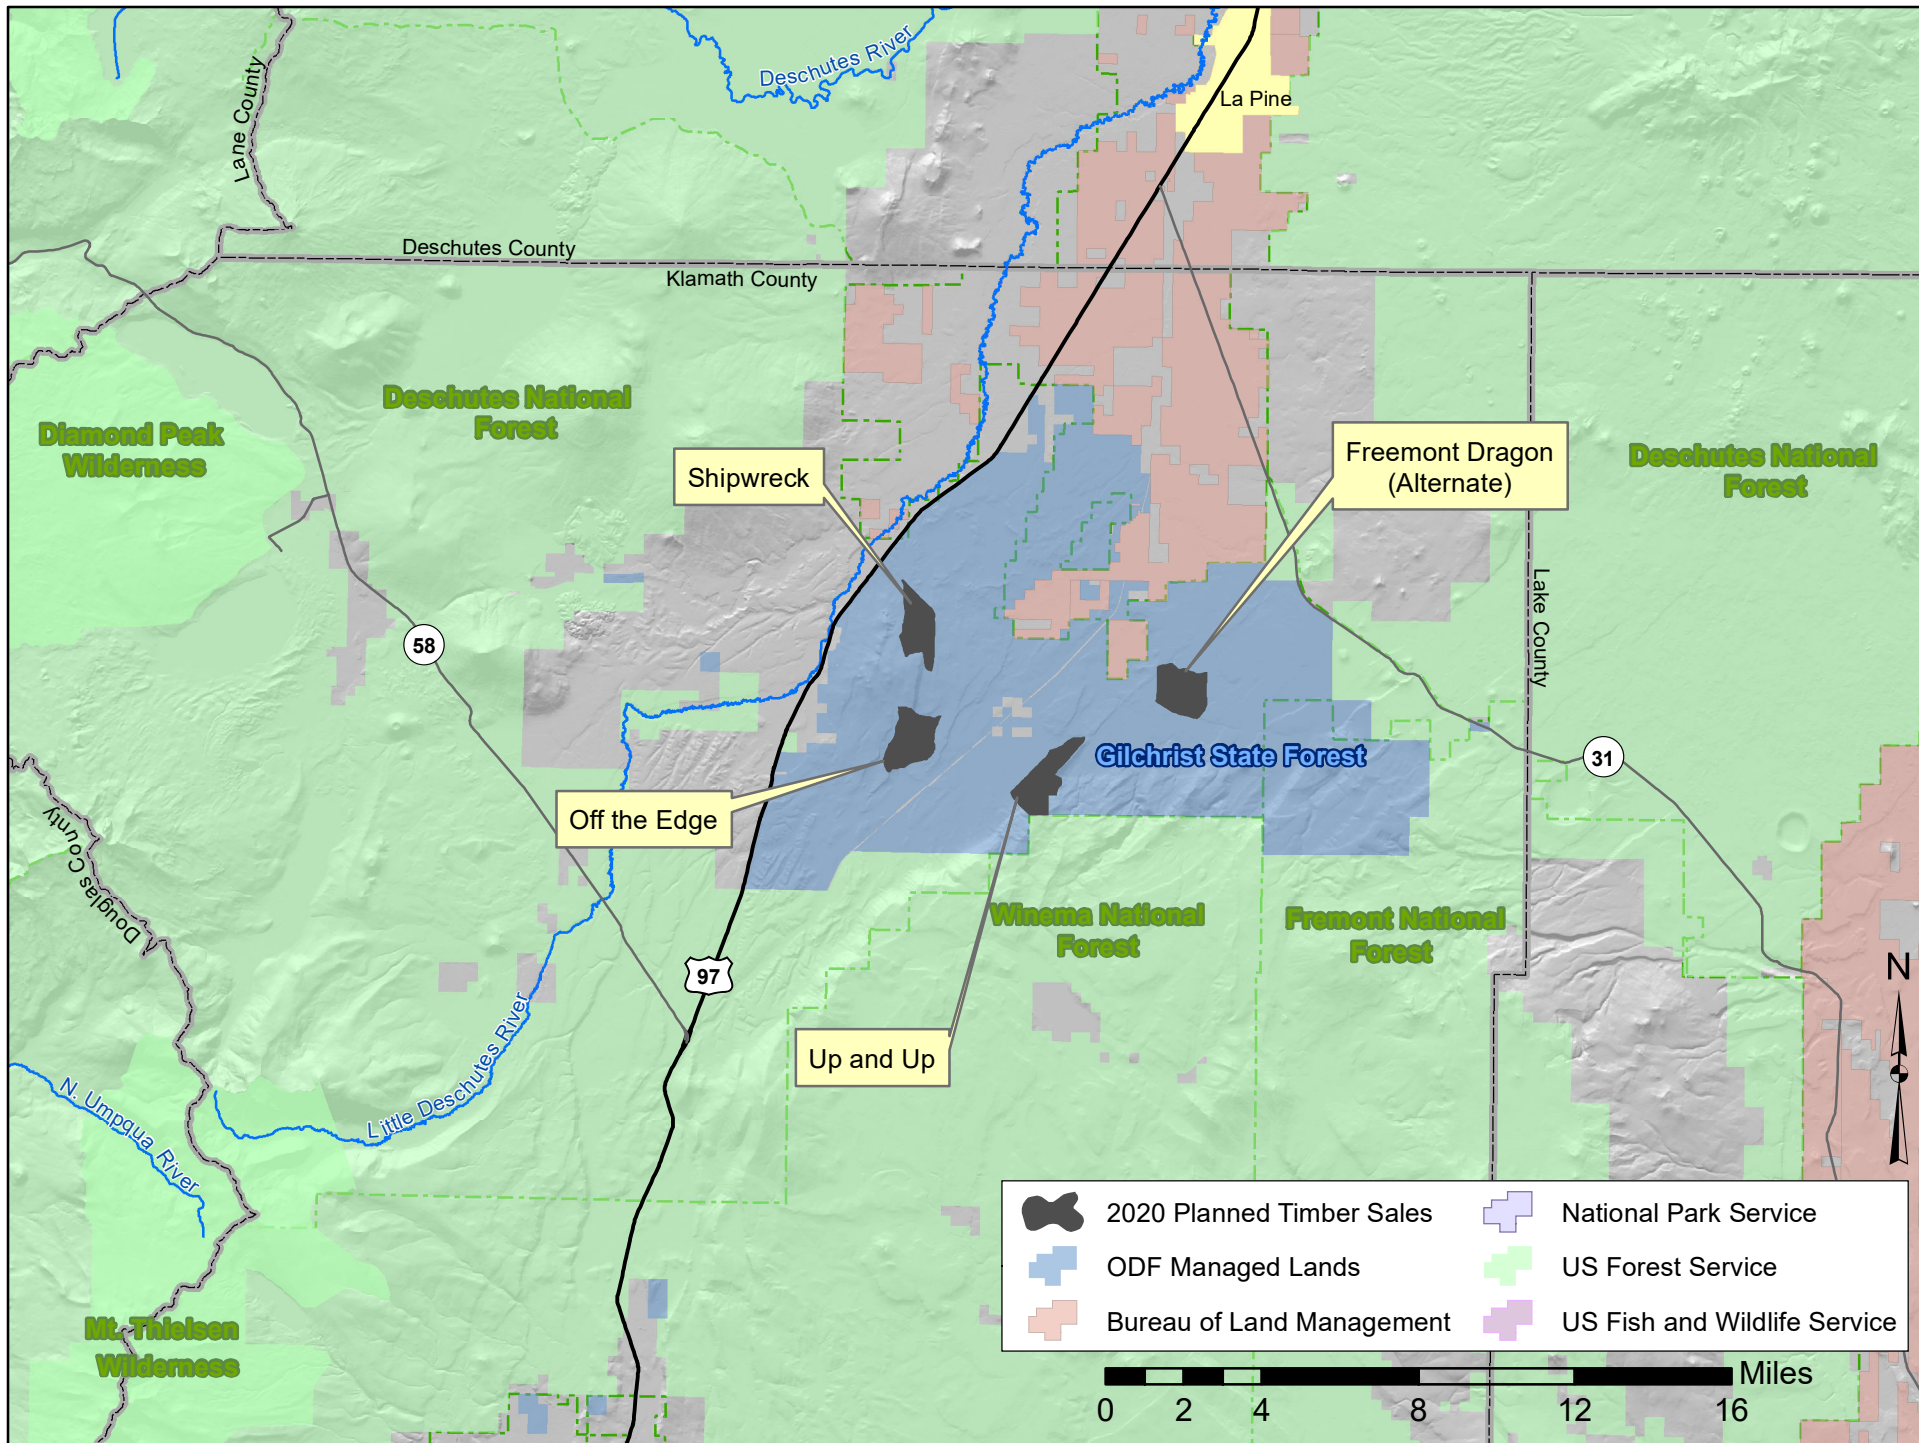 Deschutes River
La Pine
Lane County
Deschutes County
Klamath County
Deschutes National
Forest
Diamond Peak
Wilderness
Shipwreck
Freemont Dragon
(Alternate)
Deschutes National
Forest
58
Lake County
Gilchrist State Forest
31
Off the Edge
Douglas County
Winema National
Forest
Fremont National
Forest
97
N
Up and Up
Little Deschutes River
N. Umpqua River
Mt. Thielsen
Wilderness
2020 Planned Timber Sales
ODF Managed Lands
Bureau of Land Management
National Park Service
US Forest Service
US Fish and Wildlife Service
Miles
0 2 4 8 12 16